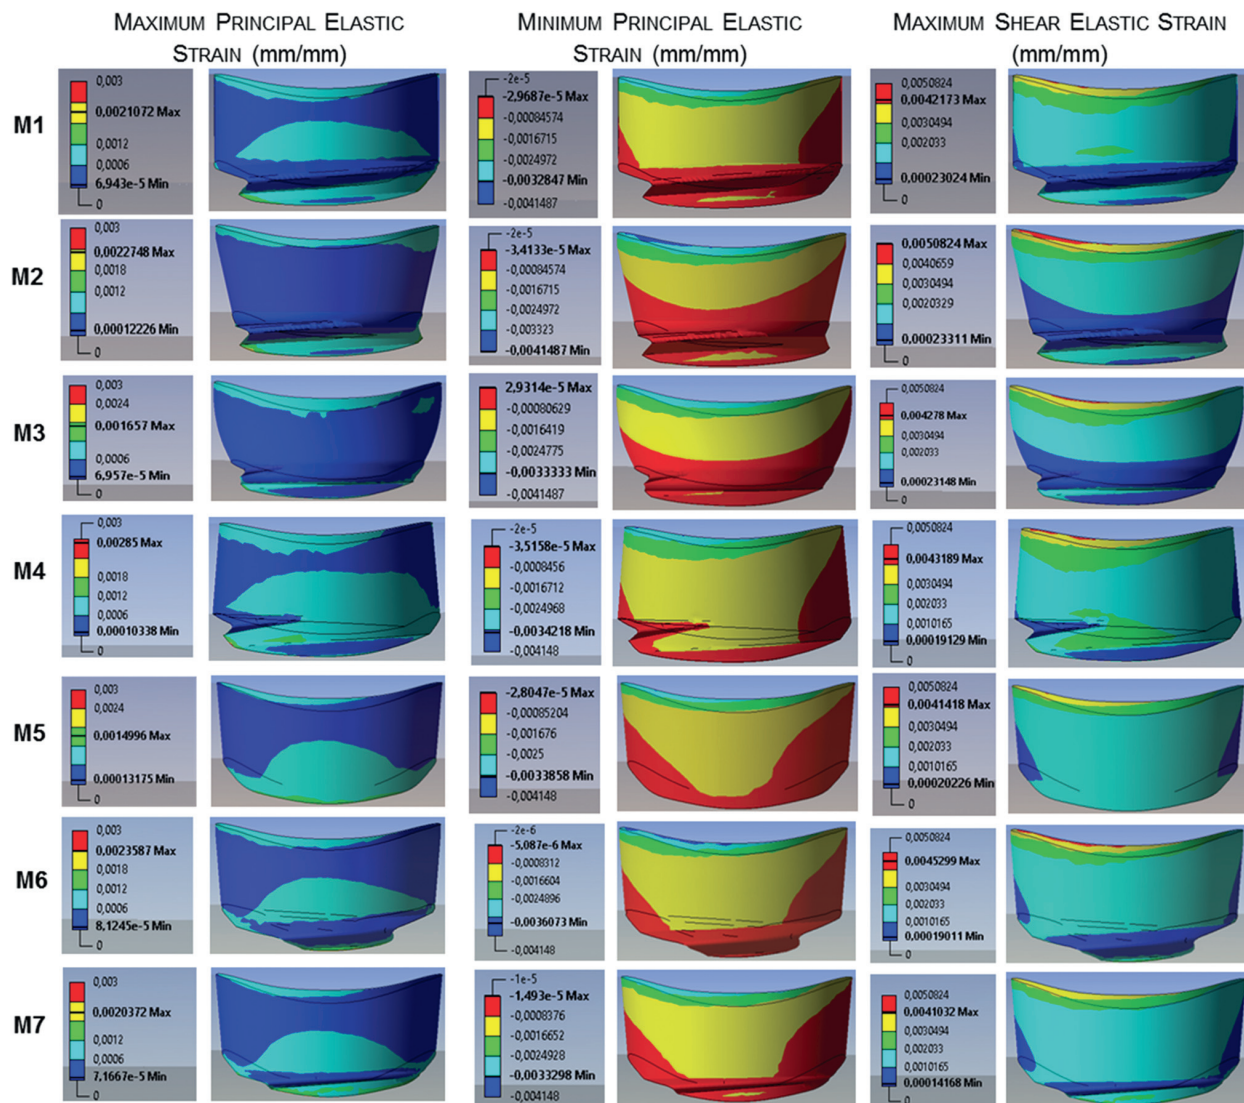 MAXIMUM PRINCIPAL ELASTIC
STRAIN (mm/mm)
MINIMUM PRINCIPAL ELASTIC
STRAIN (mm/mm)
MAXIMUM SHEAR ELASTIC STRAIN
(mm/mm)
M1
0,003
0,0021072 Max
0,0012
0,0006
6,943e-5 Min
0
-2e-5
-2,9687e-5 Max
-0,00084574
-0,0016715
-0,0024972
-0,0032847 Min
-0,0041487
0,0050824
0,0042173 Max
0,0030494
0,002033
0,00023024 Min
0
M2
0,003
0,0022748 Max
0,0018
0,0012
0,00012226 Min
0
-2e-5
-3,4133e-5 Max
-0,00084574
-0,0016715
-0,0024972
-0,003323
-0,0041487 Min
0,0050824 Max
0,0040659
0,0030494
0,0020329
0,00023311 Min
0
M3
0,003
0,0024
0,001657 Max
0,0006
6,957e-5 Min
0
2,9314e-5 Max
-0,00080629
-0,0016419
-0,0024775
-0,0033333 Min
-0,0041487
0,0050824
0,004278 Max
0,0030494
0,002033
0,00023148 Min
0
M4
0,003
0,00285 Max
0,0018
0,0012
0,0006
0,00010338 Min
0
-2e-5
-3,5158e-5 Max
-0,0008456
-0,0016712
-0,0024968
-0,0034218 Min
-0,004148
0,0050824
0,0043189 Max
0,0030494
0,002033
0,0010165
0,00019129 Min
0
M5
0,003
0,0024
0,0014996 Max
0,00013175 Min
0
-2,8047e-5 Max
-0,00085204
-0,001676
-0,0025
-0,0033858 Min
-0,004148
0,0050824
0,0041418 Max
0,0030494
0,002033
0,0010165
0,00020226 Min
0
M6
0,003
0,0023587 Max
0,0018
0,0012
0,0006
8,1245e-5 Min
0
-2e-6
-5,087e-6 Max
-0,0008312
-0,0016604
-0,0024896
-0,0036073 Min
-0,004148
0,0050824
0,0045299 Max
0,0030494
0,002033
0,0010165
0,00019011 Min
0
M7
0,003
0,0020372 Max
0,0012
0,0006
7,1667e-5 Min
0
-1e-5
-1,493e-5 Max
-0,0008376
-0,0016652
-0,0024928
-0,0033298 Min
-0,004148
0,0050824
0,0041032 Max
0,0030494
0,002033
0,0010165
0,00014168 Min
0